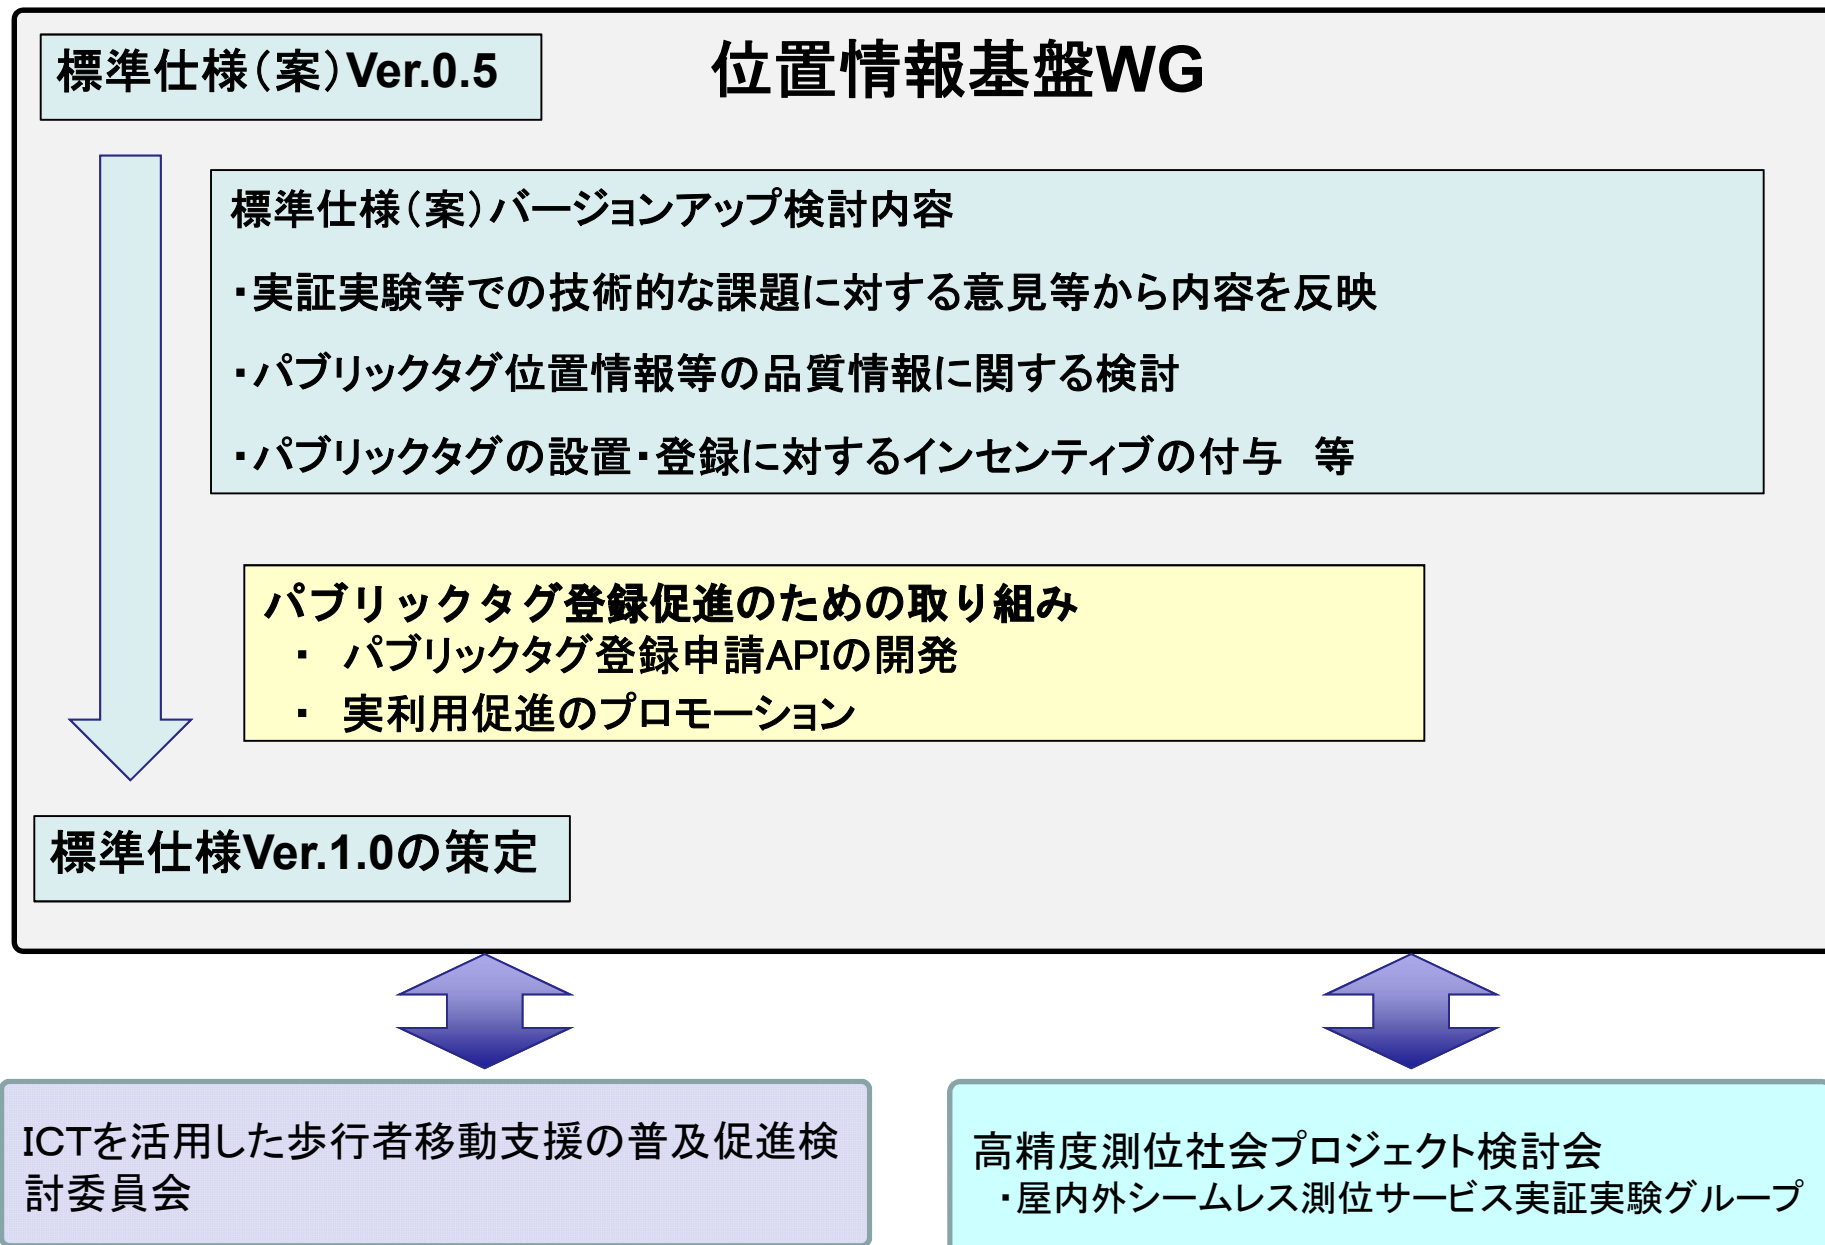 標準仕様（案）Ver.0.5
位置情報基盤WG
標準仕様（案）バージョンアップ検討内容
・実証実験等での技術的な課題に対する意見等から内容を反映
・パブリックタグ位置情報等の品質情報に関する検討
・パブリックタグの設置・登録に対するインセンティブの付与　等
パブリックタグ登録促進のための取り組み
・ パブリックタグ登録申請APIの開発
・ 実利用促進のプロモーション
標準仕様Ver.1.0の策定
ICTを活用した歩行者移動支援の普及促進検
討委員会
高精度測位社会プロジェクト検討会
・屋内外シームレス測位サービス実証実験グループ